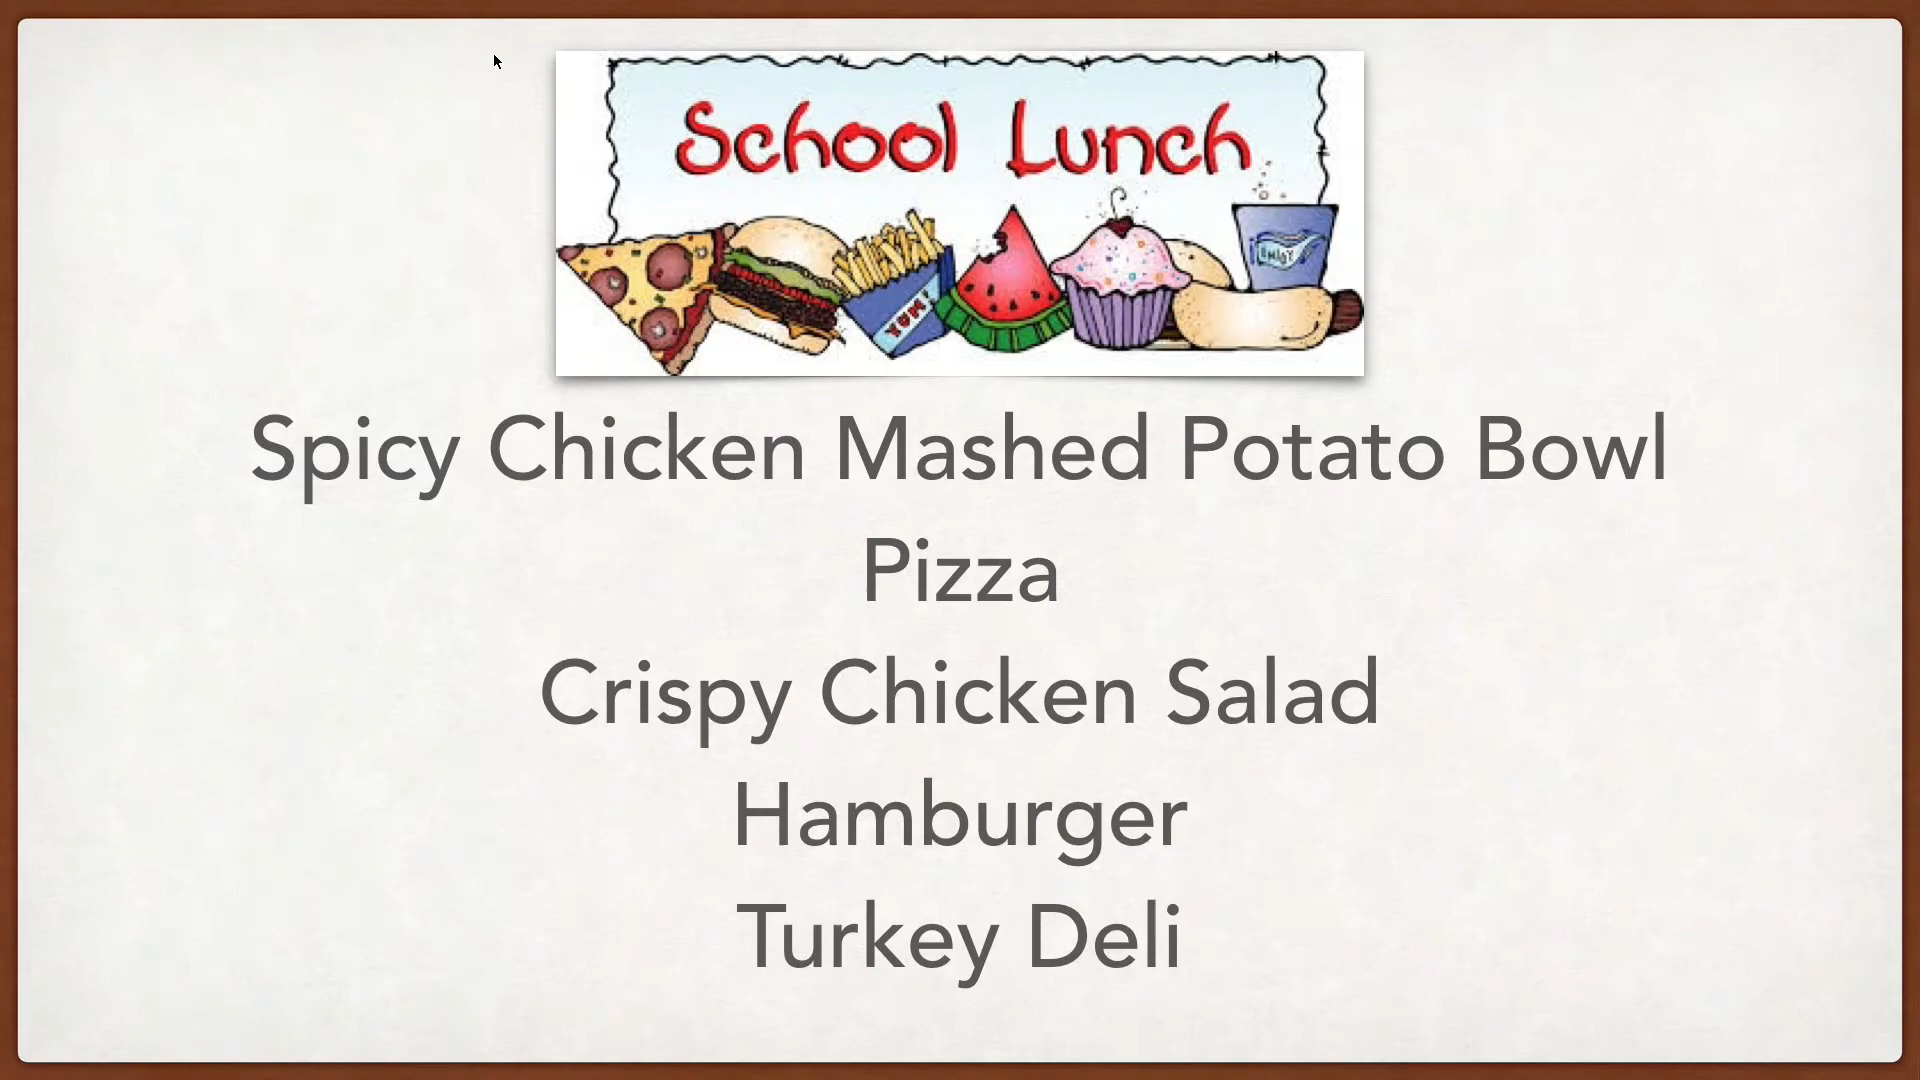 School Lunch
YUM!
ENJOY
Spicy Chicken Mashed Potato Bowl
Pizza
Crispy Chicken Salad
Hamburger
Turkey Deli